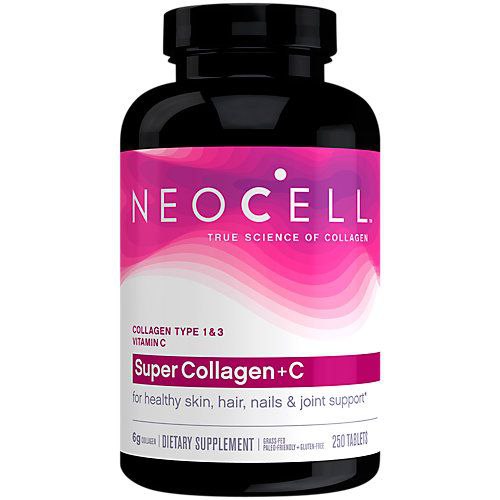 NEOCELL®
TRUE SCIENCE OF COLLAGEN
COLLAGEN TYPE 1 & 3
VITAMIN C
Super Collagen + C
for healthy skin, hair, nails & joint support*
6g COLLAGEN | DIETARY SUPPLEMENT | GRASS-FED
PALEO-FRIENDLY • GLUTEN-FREE
250 TABLETS